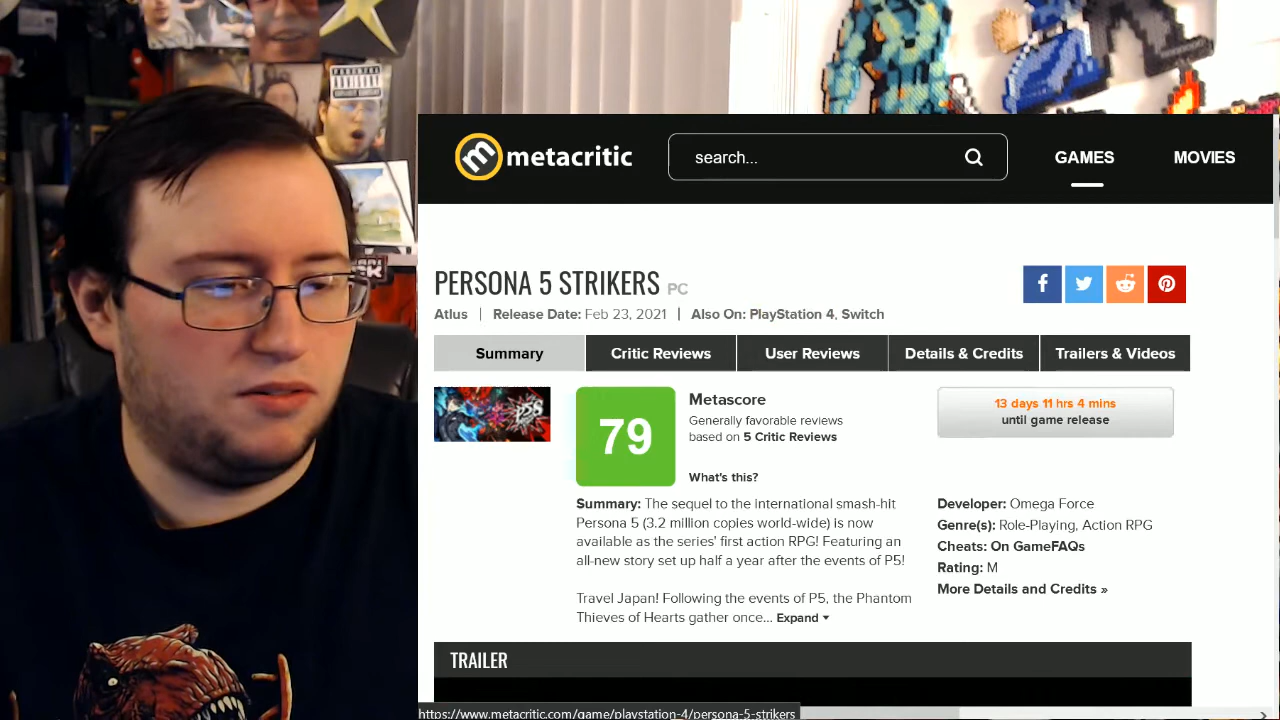 PARENTAL
ADVISORY
EXPLICIT CONTENT
metacritic
search...
GAMES
MOVIES
PERSONA 5 STRIKERS PC
Atlus | Release Date: Feb 23, 2021 | Also On: PlayStation 4, Switch
Summary
Critic Reviews
User Reviews
Details & Credits
Trailers & Videos
79
Metascore
Generally favorable reviews
based on 5 Critic Reviews
What's this?
13 days 11 hrs 4 mins
until game release
Summary: The sequel to the international smash-hit
Persona 5 (3.2 million copies world-wide) is now
available as the series' first action RPG! Featuring an
all-new story set up half a year after the events of P5!
Travel Japan! Following the events of P5, the Phantom
Thieves of Hearts gather once... Expand
Developer: Omega Force
Genre(s): Role-Playing, Action RPG
Cheats: On GameFAQs
Rating: M
More Details and Credits »
TRAILER
https://www.metacritic.com/game/playstation-4/persona-5-strikers